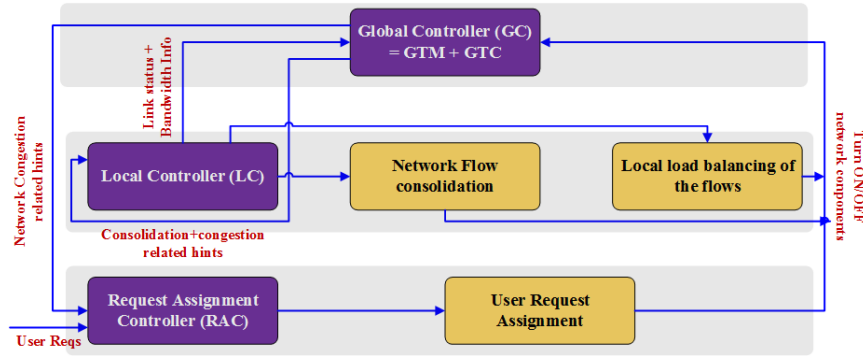 Global Controller (GC)
= GTM + GTC
Link status +
Bandwidth Info
Network Congestion
related hints
Local Controller (LC)
Network Flow
consolidation
Local load balancing of
the flows
Turn ON/OFF
network components
Consolidation+congestion
related hints
Request Assignment
Controller (RAC)
User Request
Assignment
User Reqs